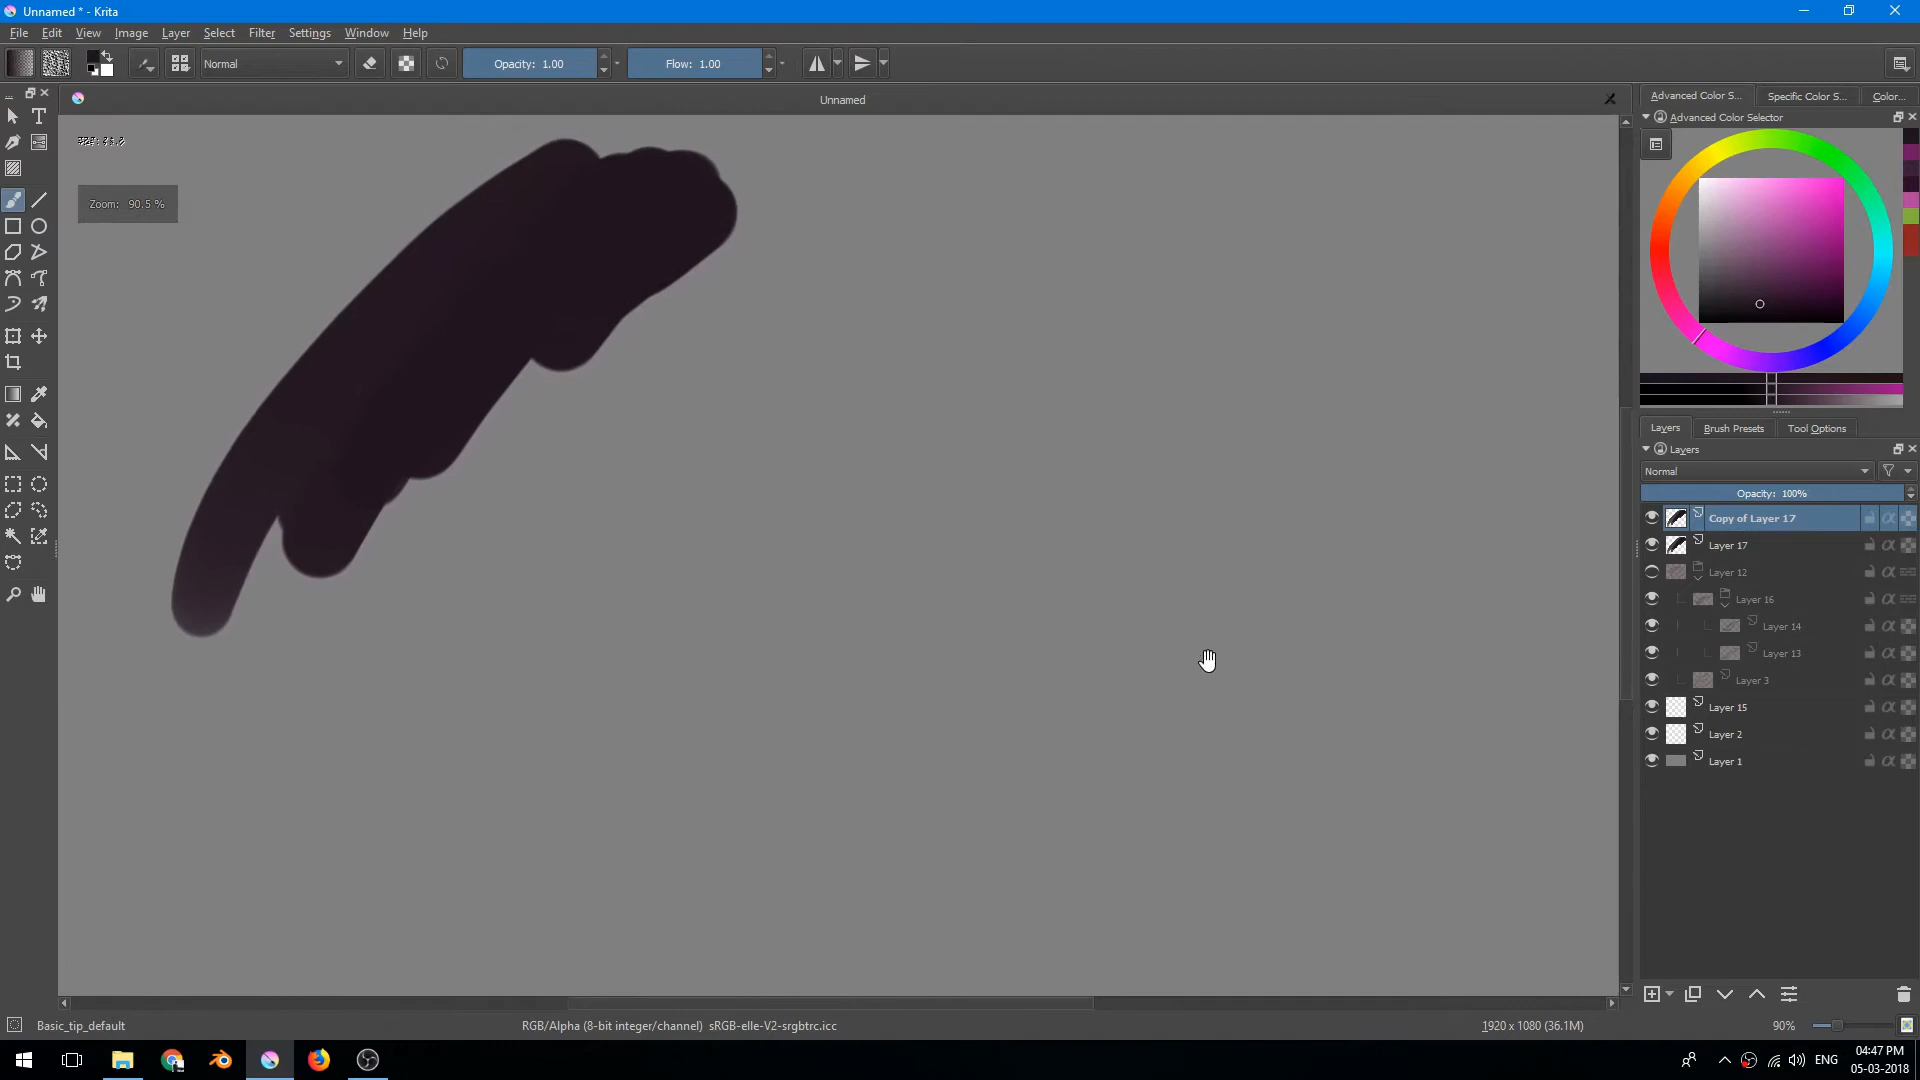 Unnamed * - Krita
File Edit View Image Layer Select Filter Settings Window Help
Normal
Opacity: 1.00
Flow: 1.00
Unnamed
Advanced Color S... Specific Color S... Color...
Advanced Color Selector
Zoom: 90.5 %
Layers Brush Presets Tool Options
Layers
Normal
Opacity: 100%
Copy of Layer 17
Layer 17
Layer 12
Layer 16
Layer 14
Layer 13
Layer 3
Layer 15
Layer 2
Layer 1
Basic_tip_default
RGB/Alpha (8-bit integer/channel) sRGB-elle-V2-srgbtrc.icc
1920 x 1080 (36.1M)
90%
ENG
04:47 PM
05-03-2018